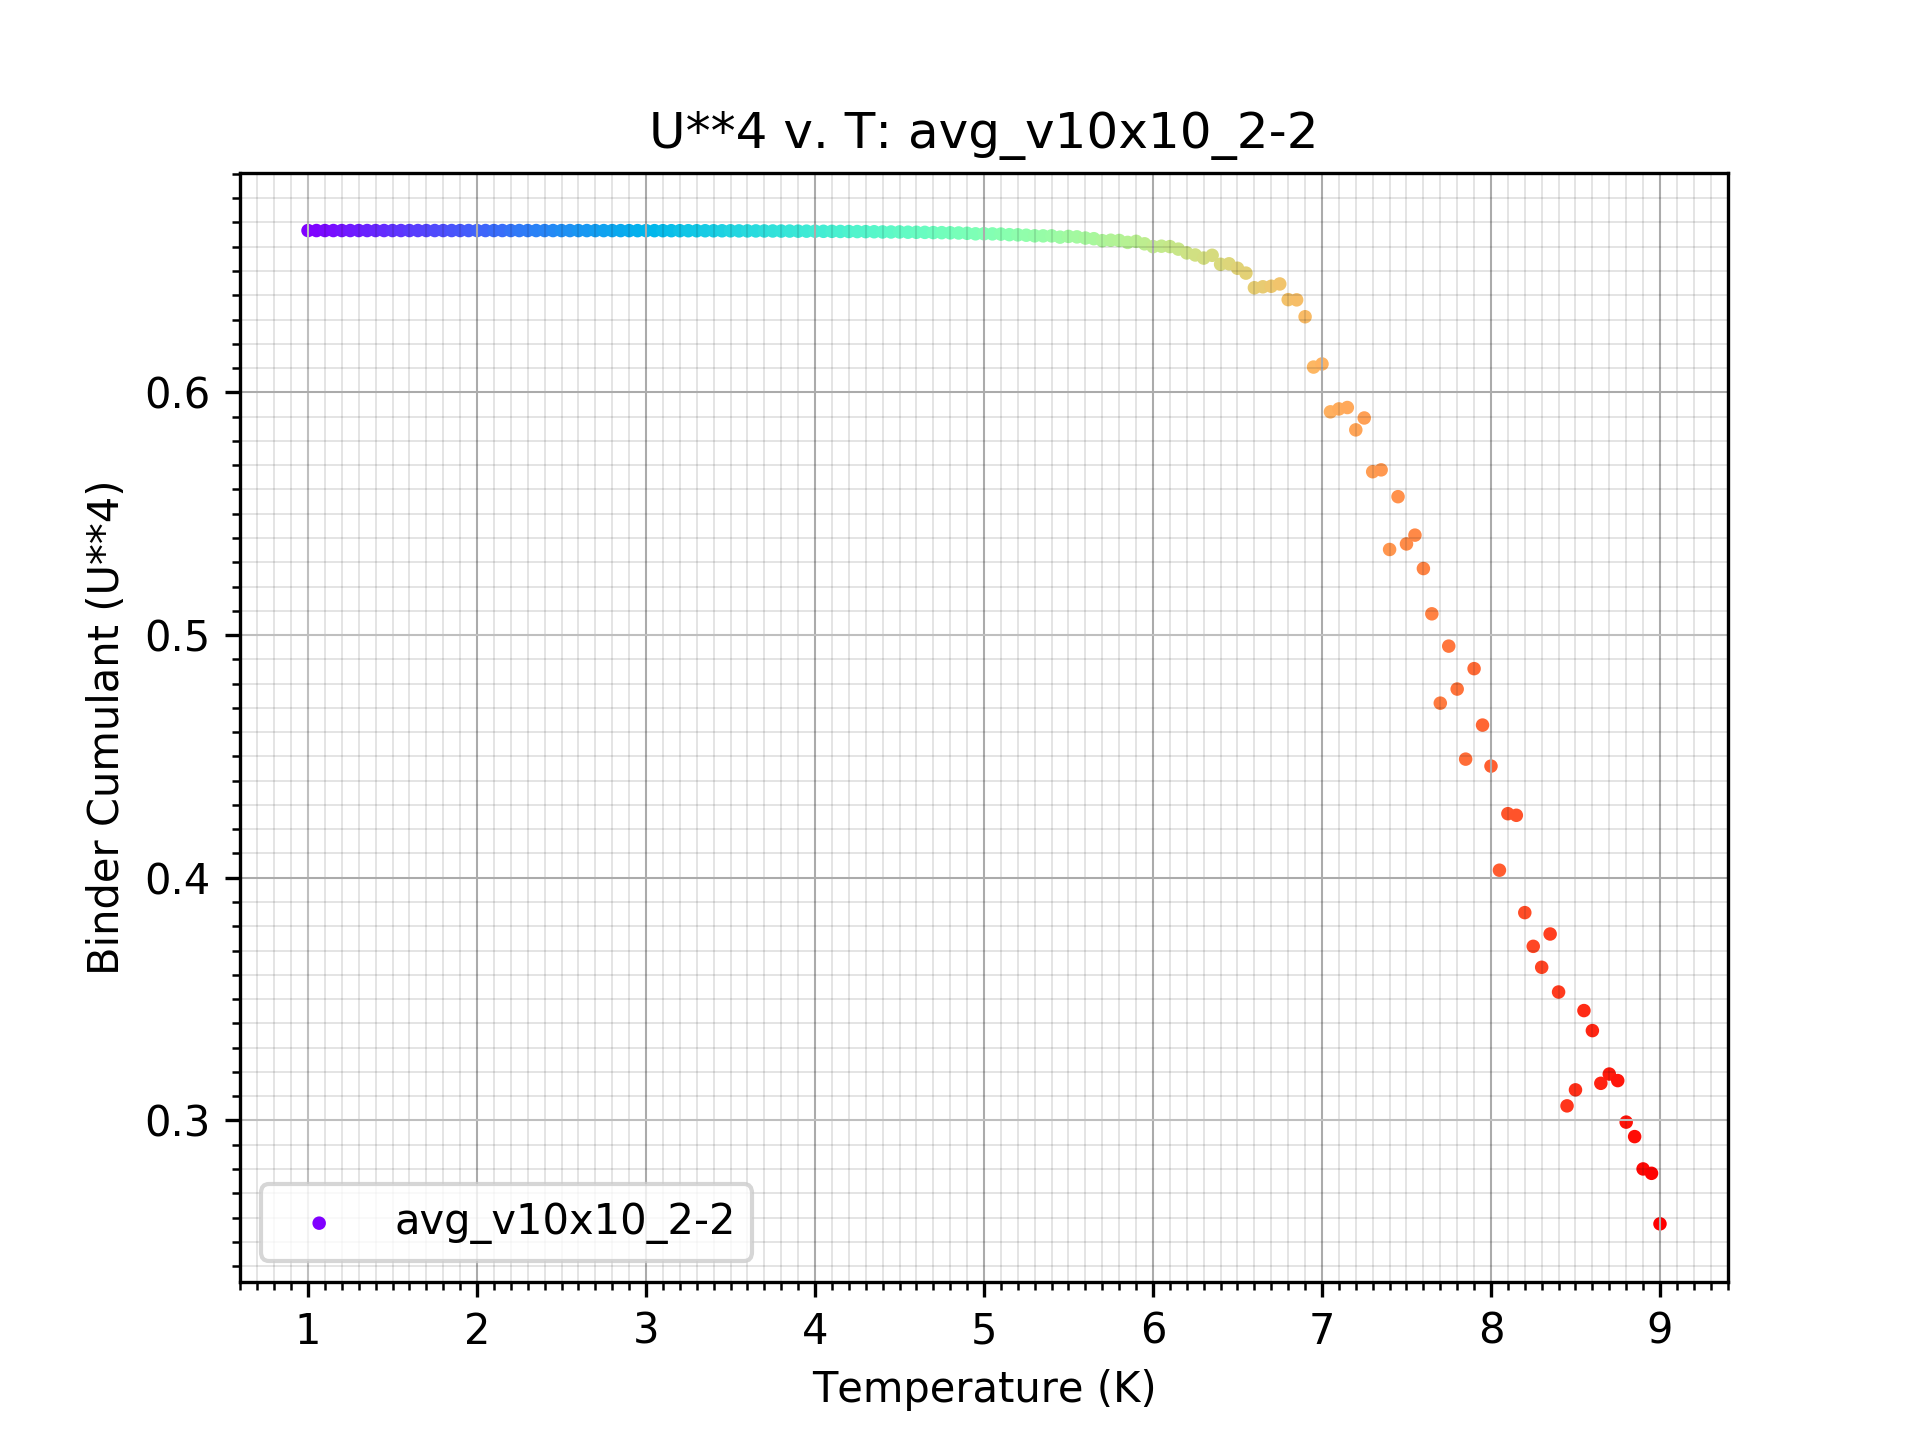 U**4 v. T: avg_v10x10_2-2
Binder Cumulant (U**4)
0.6
0.5
0.4
0.3
avg_v10x10_2-2
1 2 3 4 5 6 7 8 9
Temperature (K)